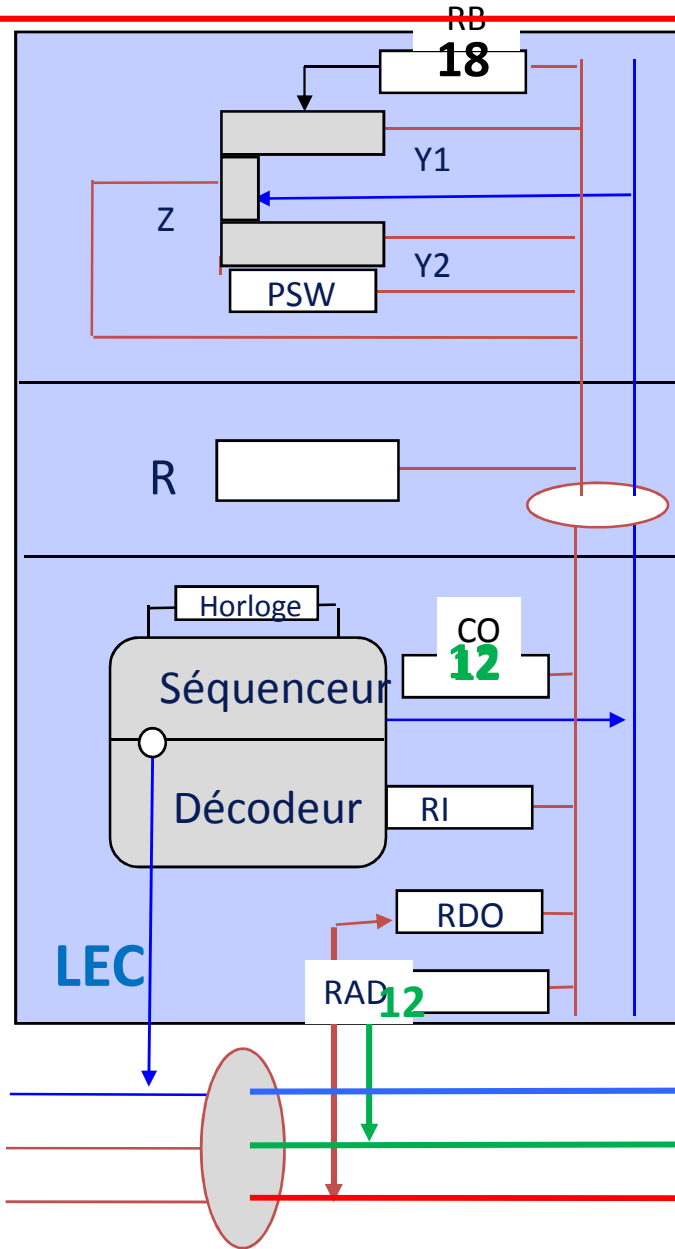 RB
18
Y1
Z
Y2
PSW
R
Horloge
CO
12
Séquenceur
Décodeur
RI
RDO
LEC
RAD
12